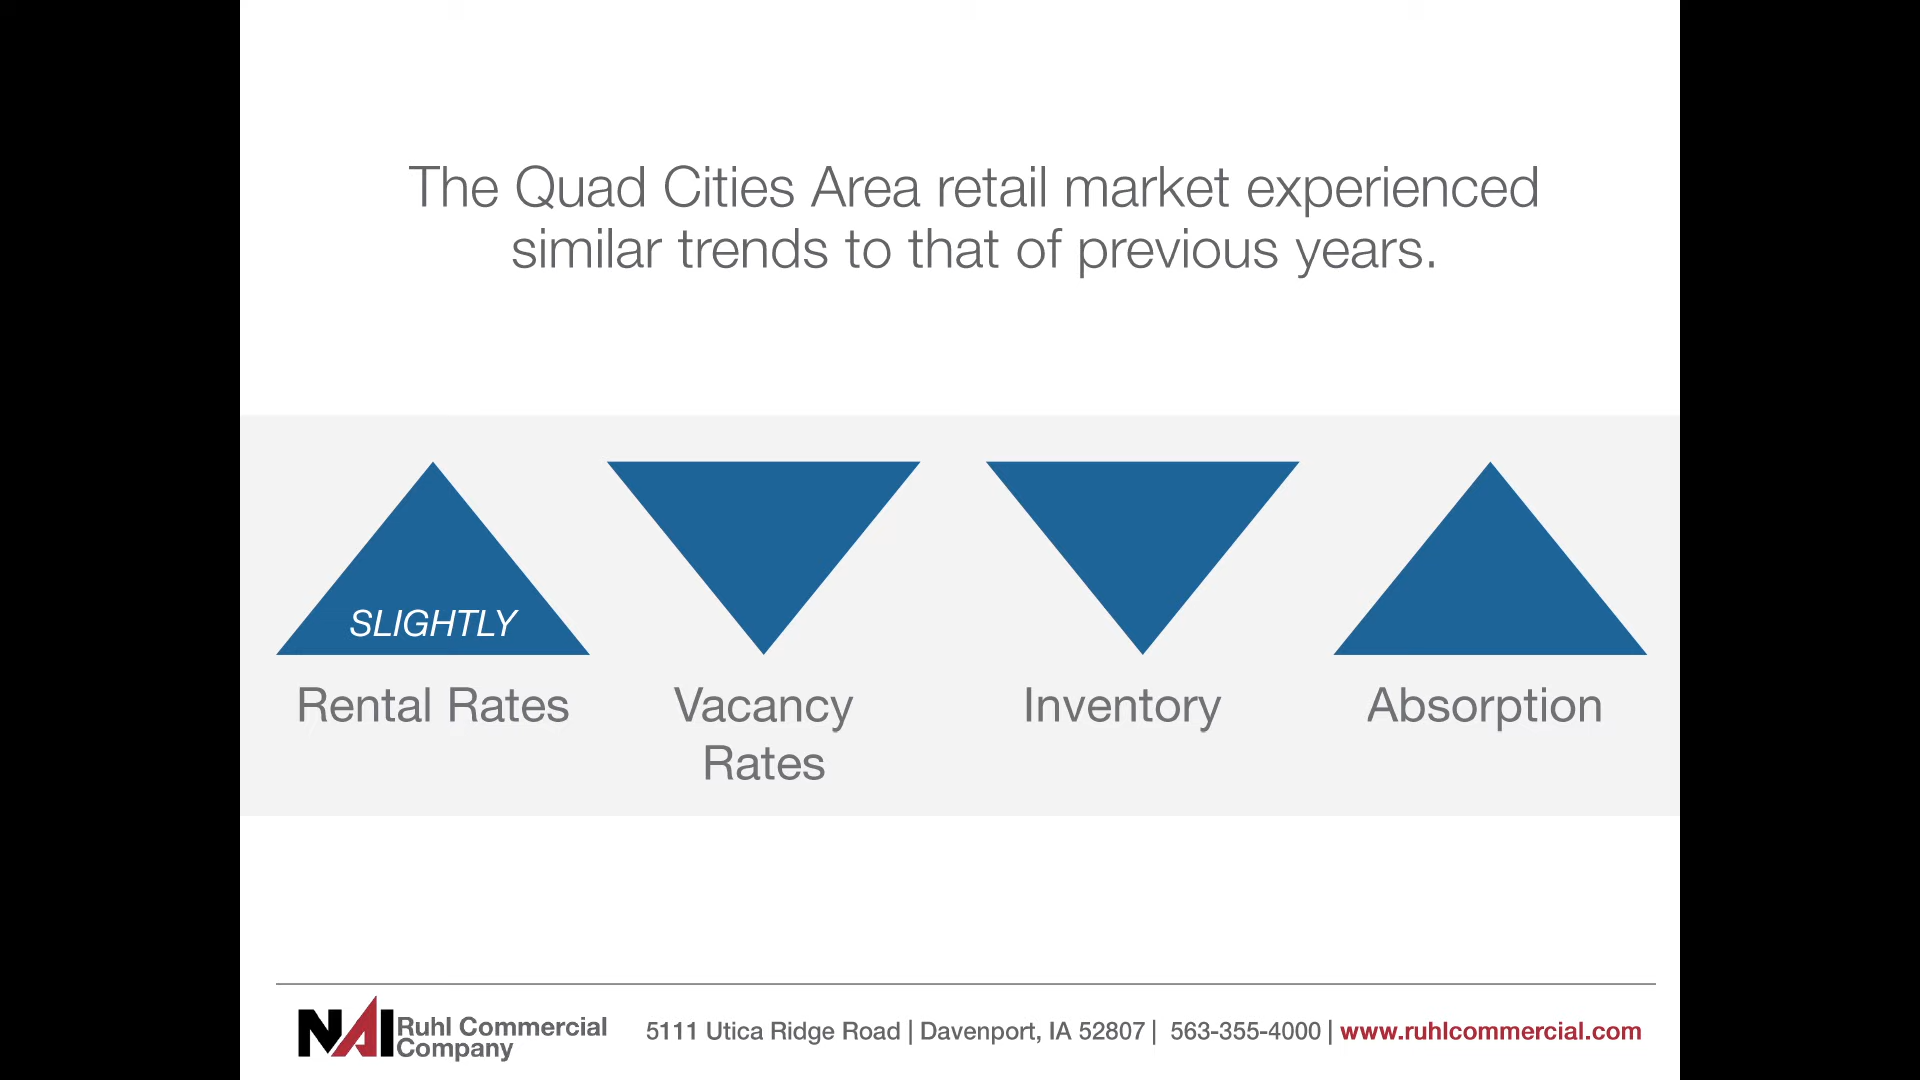 The Quad Cities Area retail market experienced
similar trends to that of previous years.
SLIGHTLY
Rental Rates
Vacancy
Rates
Inventory
Absorption
NAI Ruhl Commercial
Company
5111 Utica Ridge Road | Davenport, IA 52807 | 563-355-4000 | www.ruhlcommercial.com